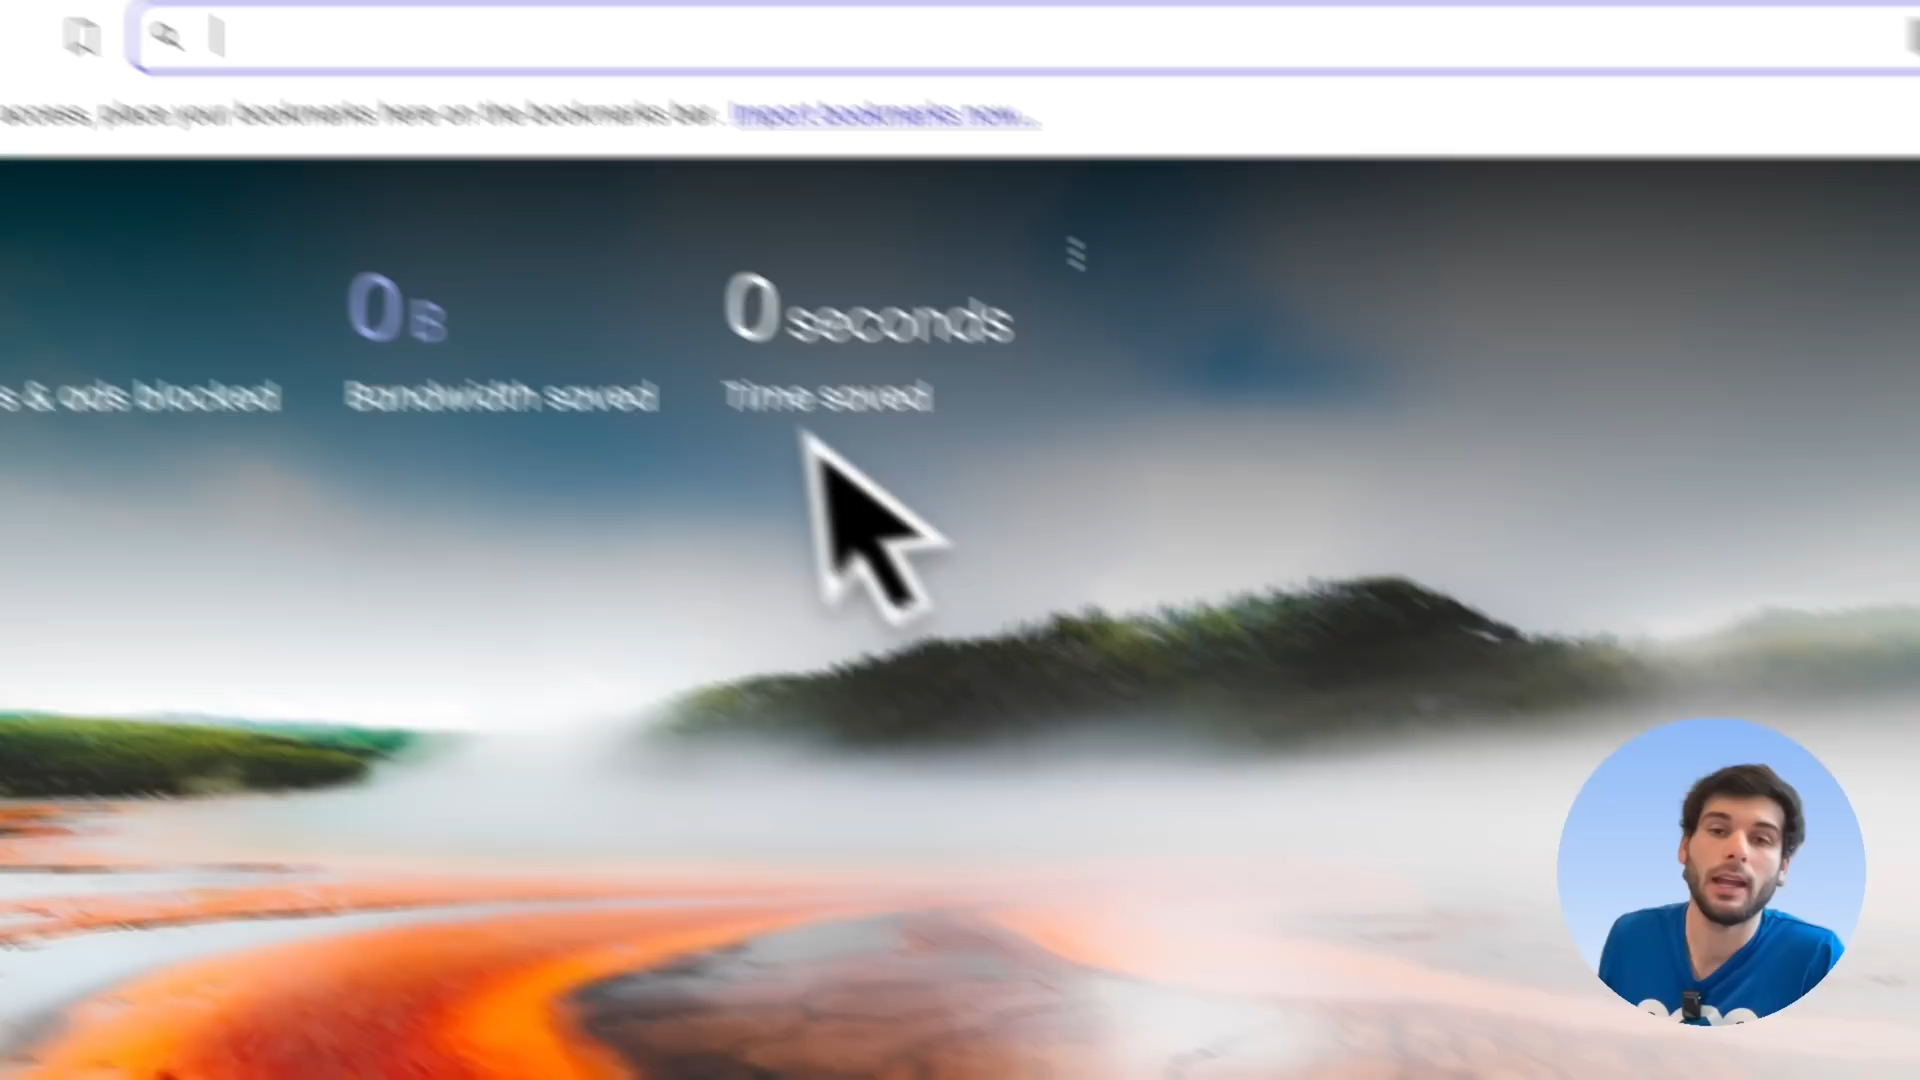 access, place your bookmarks here on the bookmarks bar. Import bookmarks now...
0 B
0 seconds
s & ads blocked
Bandwidth saved
Time saved